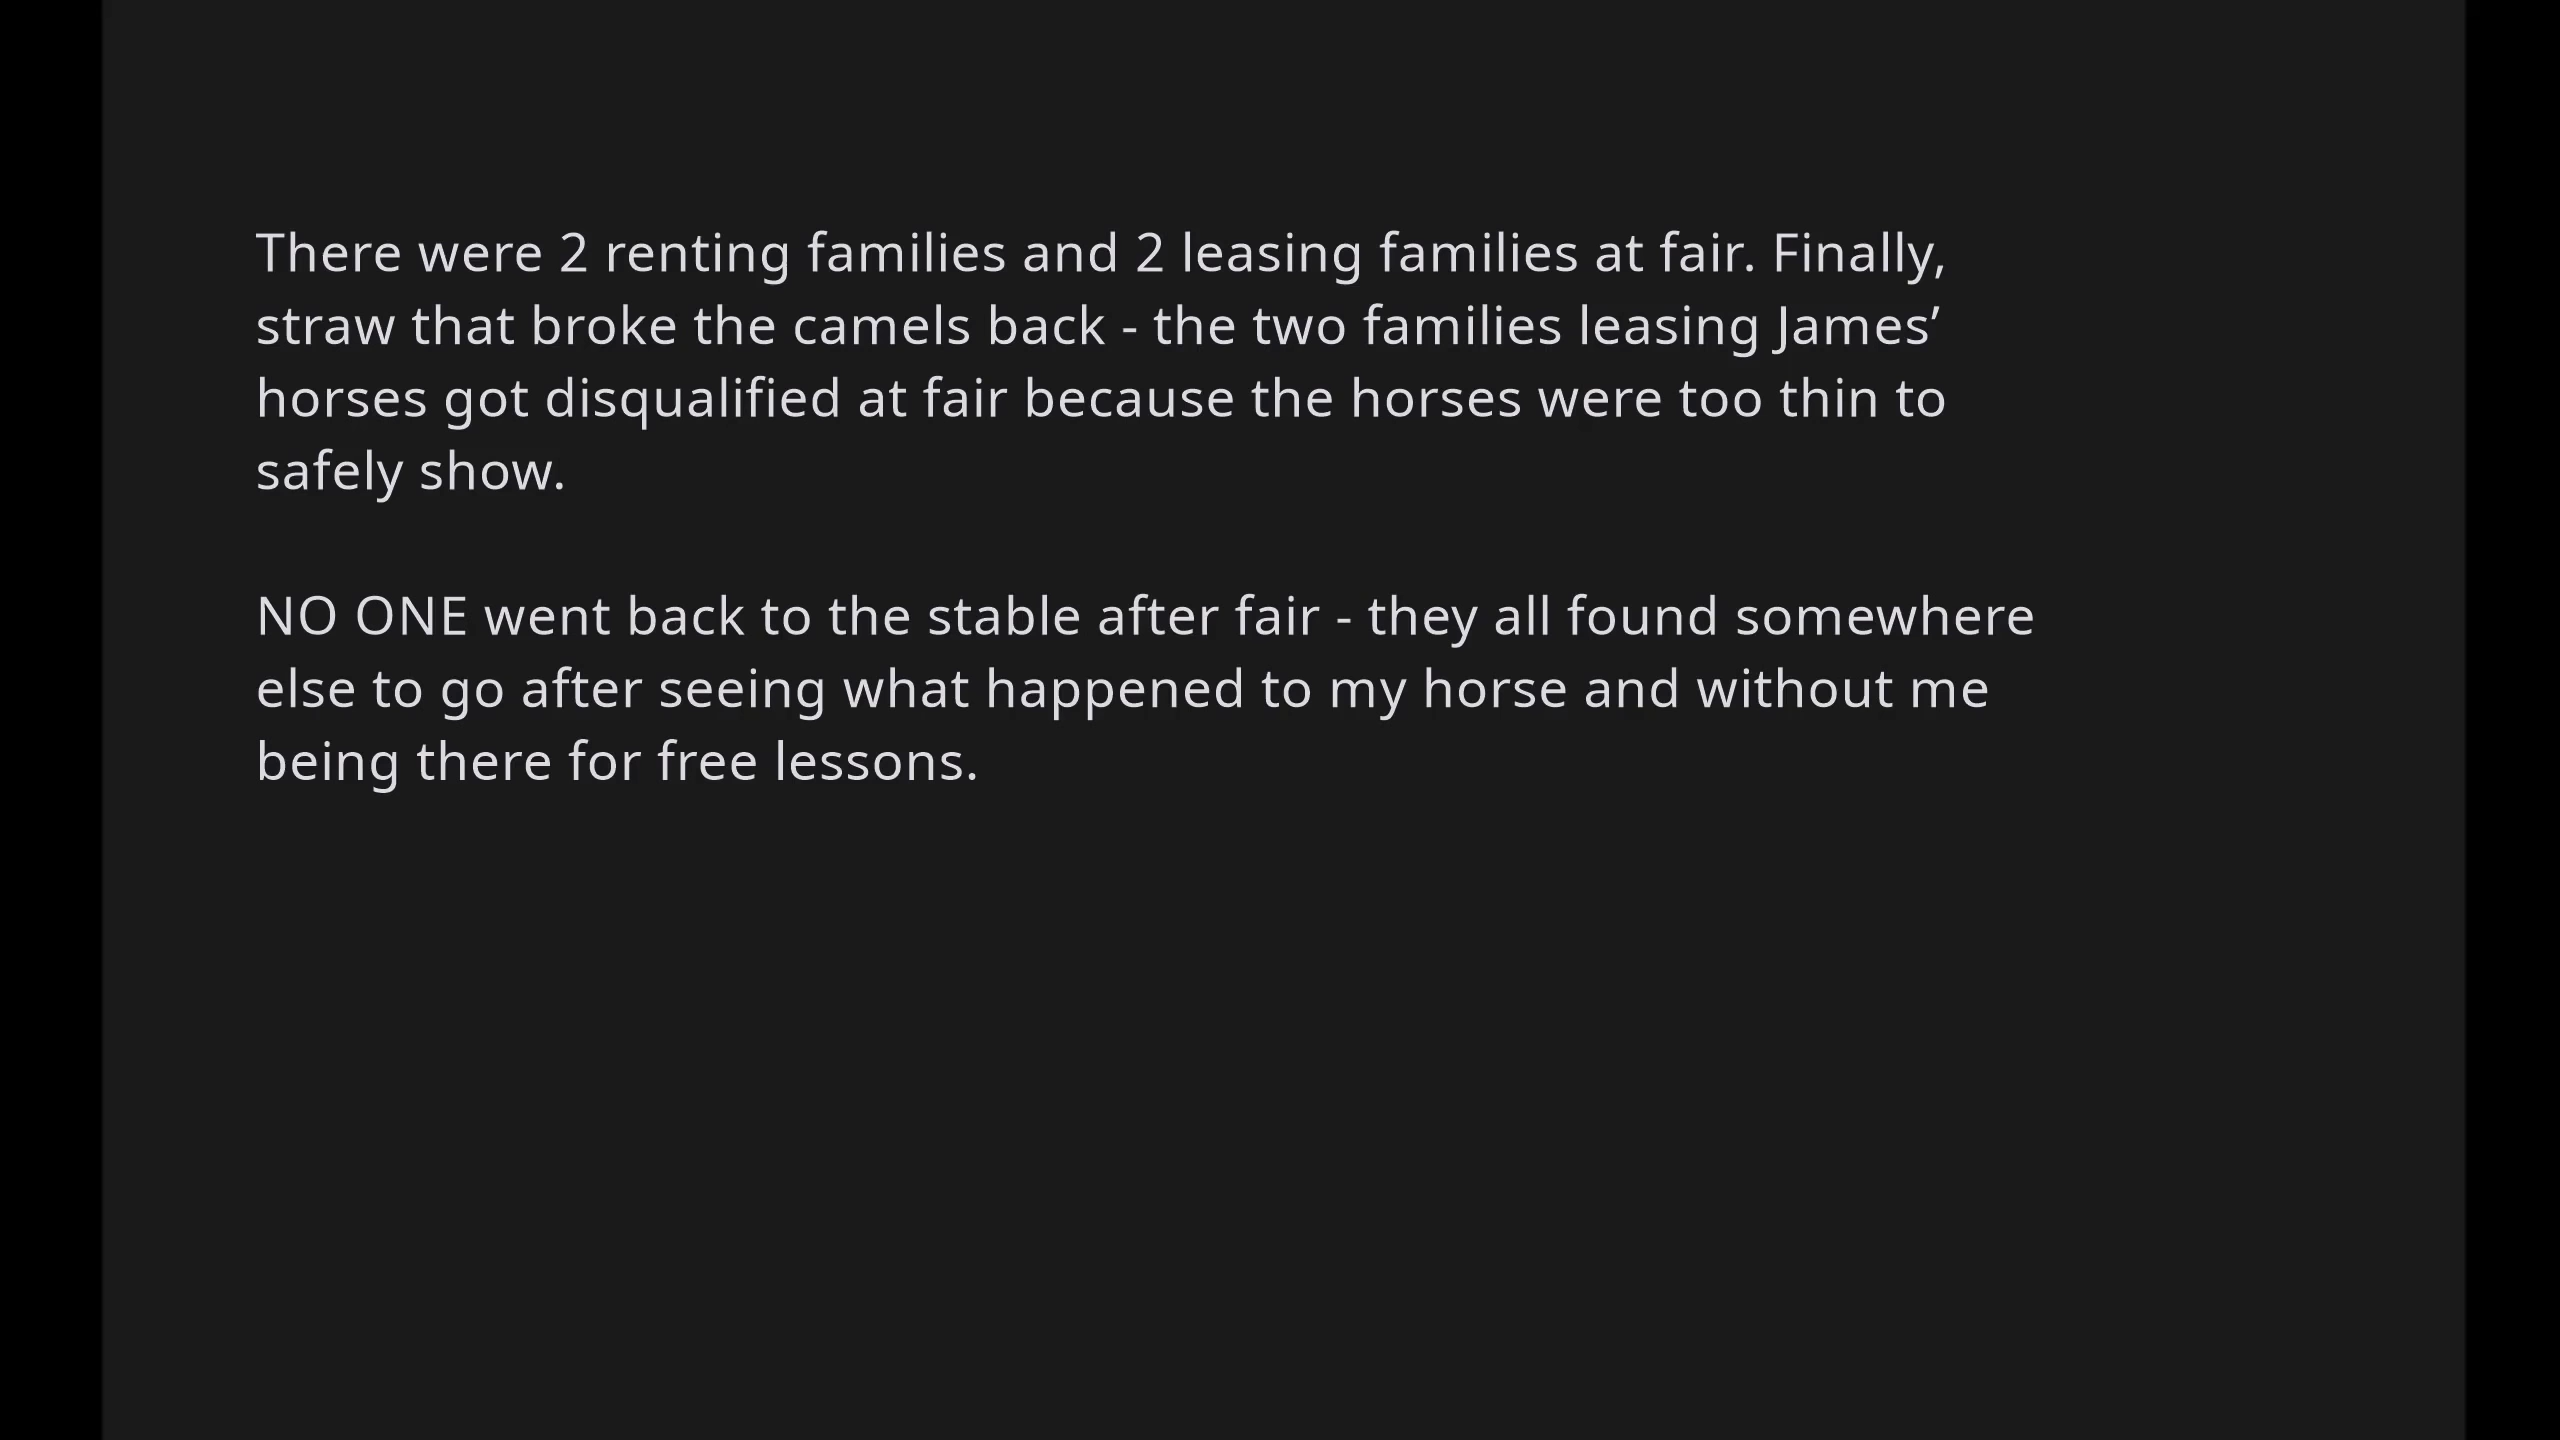 There were 2 renting families and 2 leasing families at fair. Finally,
straw that broke the camels back - the two families leasing James’
horses got disqualified at fair because the horses were too thin to
safely show.
NO ONE went back to the stable after fair - they all found somewhere
else to go after seeing what happened to my horse and without me
being there for free lessons.